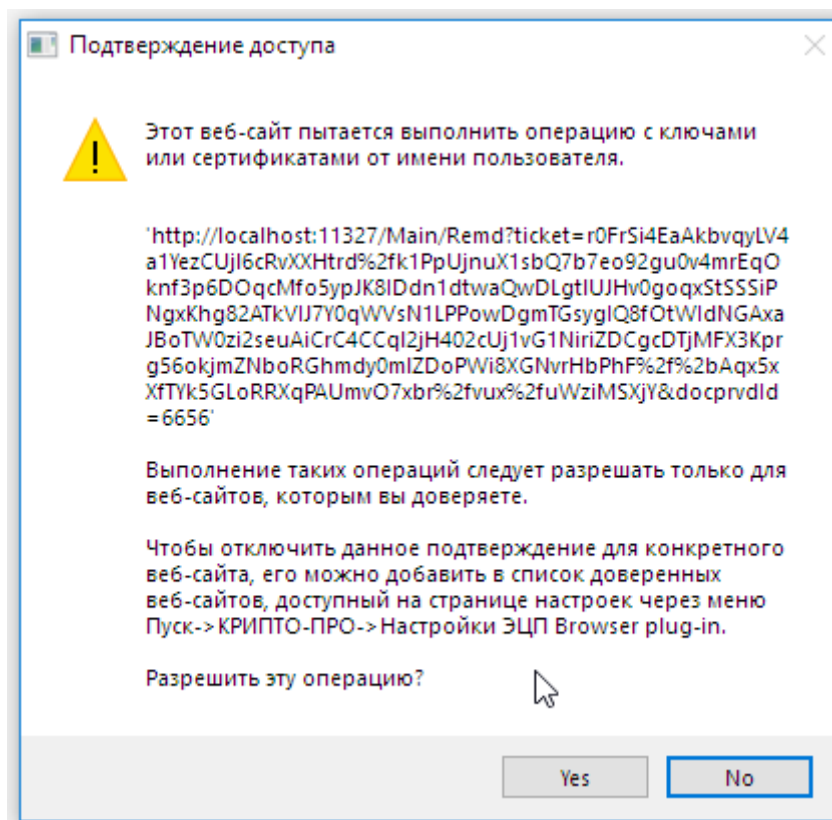 Подтверждение доступа
Этот веб-сайт пытается выполнить операцию с ключами
или сертификатами от имени пользователя.
'http://localhost:11327/Main/Remd?ticket=r0FrSi4EaAkbvqyLV4
a1YezCUjI6cRvXXHtrd%2fk1PpUjnuX1sbQ7b7eo92gu0v4mrEqO
knf3p6DOqcMfo5ypJK8IDdn1dtwaQwDLgtlUJHv0goqxStSSSiP
NgxKhg82ATkVIJ7Y0qWVsN1LPPowDgmTGsygIQ8fOtWIdNGAxa
JBoTW0zi2seuAiCrC4CCqI2jH402cUj1vG1NiriZDCgcDTjMFX3Kpr
g56okjmZNboRGhmdy0mIZDoPWi8XGNvrHbPhF%2f%2bAqx5x
XfTYk5GLoRRXqPAUmvO7xbr%2fvux%2fuWziMSXjY&docprvdId
=6656'
Выполнение таких операций следует разрешать только для
веб-сайтов, которым вы доверяете.
Чтобы отключить данное подтверждение для конкретного
веб-сайта, его можно добавить в список доверенных
веб-сайтов, доступный на странице настроек через меню
Пуск->КРИПТО-ПРО->Настройки ЭЦП Browser plug-in.
Разрешить эту операцию?
Yes
No